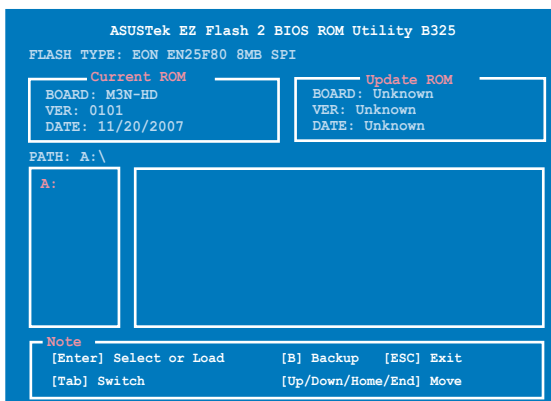 ASUSTek EZ Flash 2 BIOS ROM Utility B325
FLASH TYPE: EON EN25F80 8MB SPI
Current ROM
BOARD: M3N-HD
VER: 0101
DATE: 11/20/2007
Update ROM
BOARD: Unknown
VER: Unknown
DATE: Unknown
PATH: A:\
A:
Note
[Enter] Select or Load [B] Backup [ESC] Exit
[Tab] Switch [Up/Down/Home/End] Move